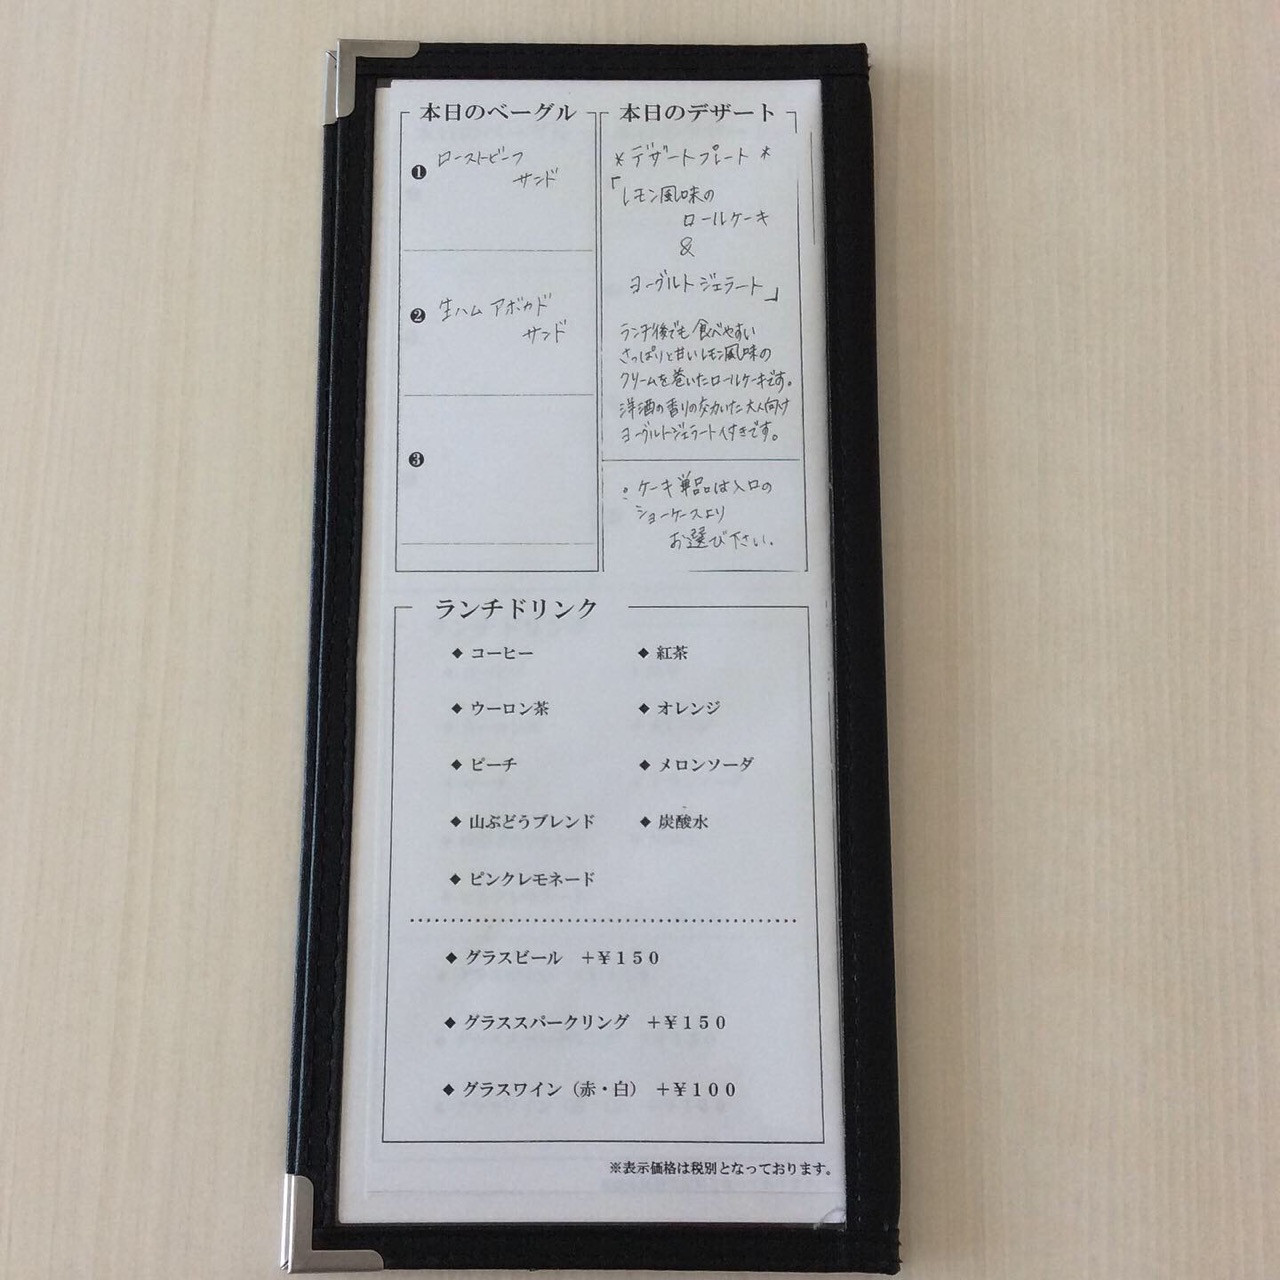 本日のベーグル
❶ ローストビーフ
サンド
❷ 生ハム アボカド
サンド
❸
本日のデザート
＊デザートプレート＊
「レモン風味の
ロールケーキ
&
ヨーグルトジェラート」
ランチ後でも食べやすい
さっぱりと甘いレモン風味の
クリームを巻いたロールケーキです。
洋酒の香りの効いた大人向け
ヨーグルトジェラート付きです。
ケーキ単品は入口の
ショーケースより
お選び下さい。
ランチドリンク
◆ コーヒー ◆ 紅茶
◆ ウーロン茶 ◆ オレンジ
◆ ピーチ ◆ メロンソーダ
◆ 山ぶどうブレンド ◆ 炭酸水
◆ ピンクレモネード
◆ グラスビール ＋￥１５０
◆ グラススパークリング ＋￥１５０
◆ グラスワイン（赤・白） ＋￥１００
※表示価格は税別となっております。